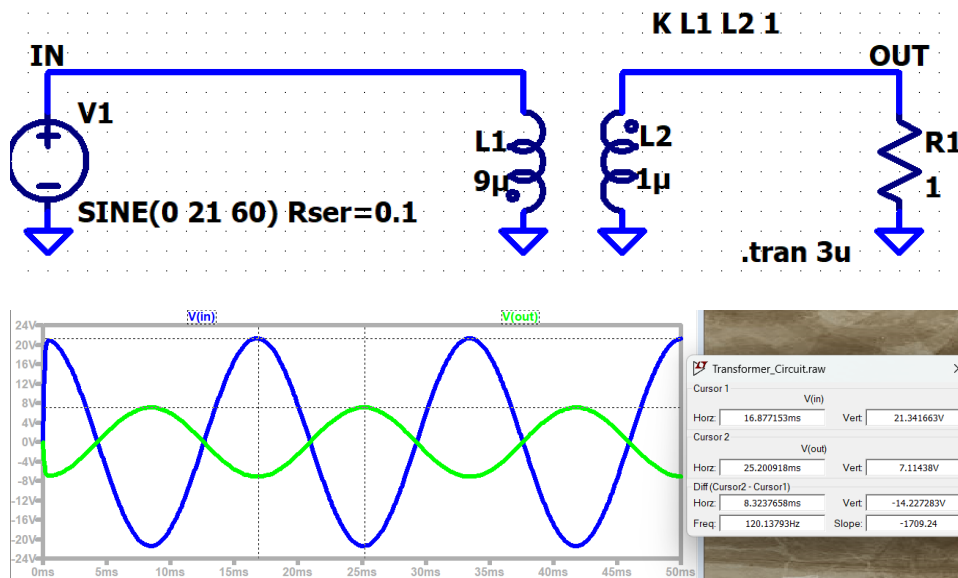 K L1 L2 1
IN
OUT
V1
L1
L2
R1
9µ
1µ
1
SINE(0 21 60) Rser=0.1
.tran 3u
V(in)
V(out)
24V
20V
16V
12V
8V
4V
0V
-4V
-8V
-12V
-16V
-20V
-24V
0ms
5ms
10ms
15ms
20ms
25ms
30ms
35ms
40ms
45ms
50ms
Transformer_Circuit.raw
Cursor 1
V(in)
Horz: 16.877153ms Vert: 21.341663V
Cursor 2
V(out)
Horz: 25.200918ms Vert: 7.11438V
Diff (Cursor2 - Cursor1)
Horz: 8.3237658ms Vert: -14.227283V
Freq: 120.13793Hz Slope: -1709.24